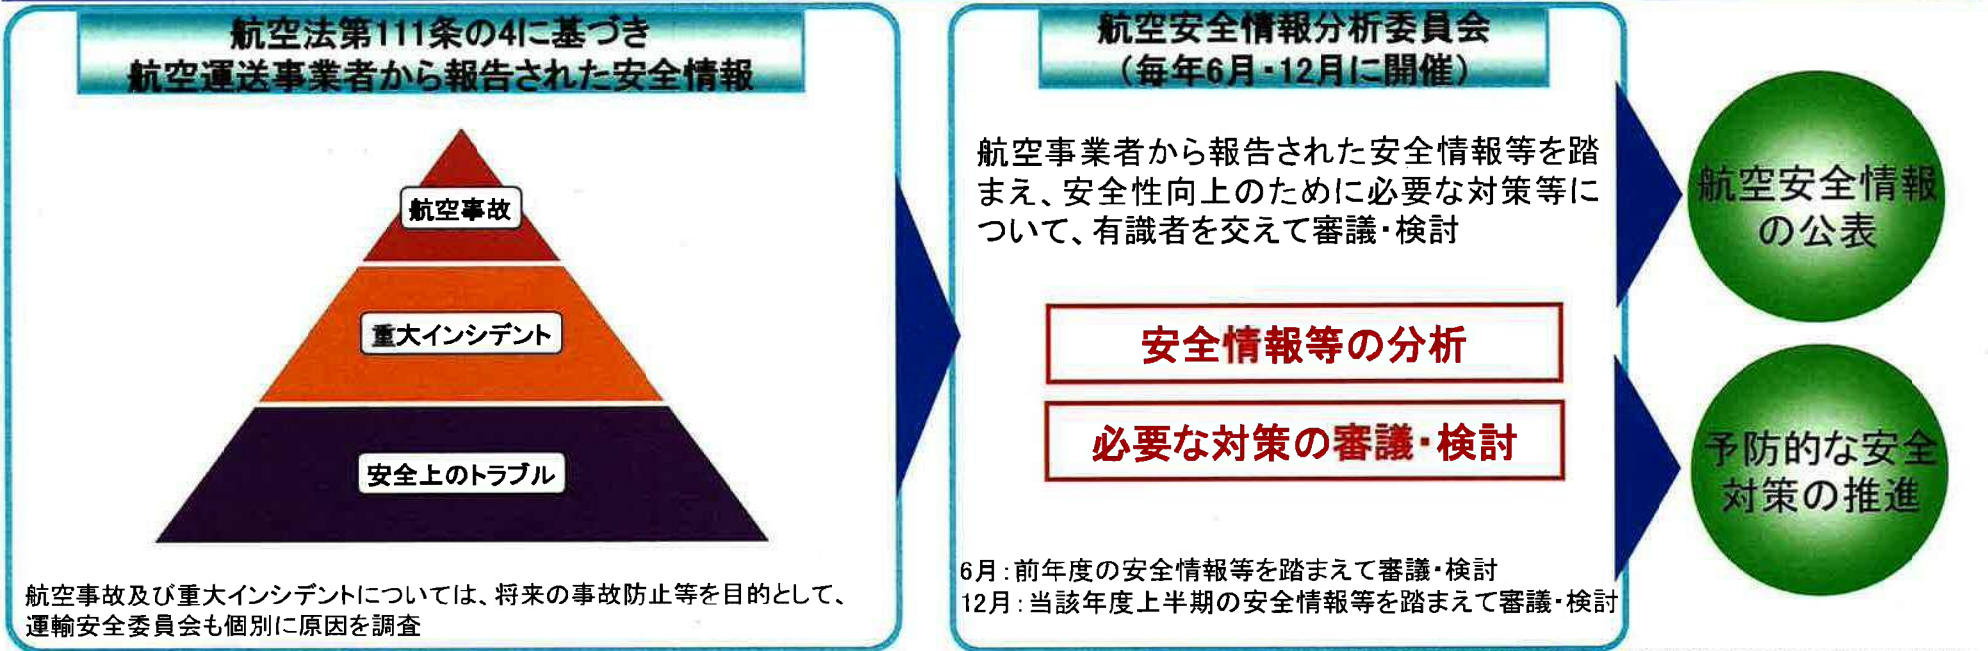 航空法第111条の4に基づき
航空運送事業者から報告された安全情報
航空事故
重大インシデント
安全上のトラブル
航空事故及び重大インシデントについては、将来の事故防止等を目的として、
運輸安全委員会も個別に原因を調査
航空安全情報分析委員会
(毎年6月・12月に開催)
航空事業者から報告された安全情報等を踏
まえ、安全性向上のために必要な対策等に
ついて、有識者を交えて審議・検討
安全情報等の分析
必要な対策の審議・検討
6月:前年度の安全情報等を踏まえて審議・検討
12月:当該年度上半期の安全情報等を踏まえて審議・検討
航空安全情報
の公表
予防的な安全
対策の推進